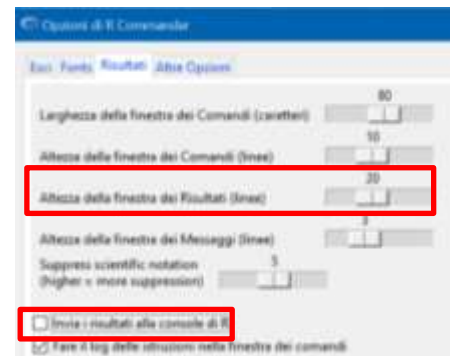 Opzioni di R Commander
Esci Fonts Risultati Altre Opzioni
80
Larghezza della finestra dei Comandi (caratteri)
10
Altezza della finestra dei Comandi (linee)
20
Altezza della finestra dei Risultati (linee)
3
Altezza della finestra dei Messaggi (linee)
Suppress scientific notation
5
(higher = more suppression)
Invia i risultati alla console di R
Fare il log delle istruzioni nella finestra dei comandi